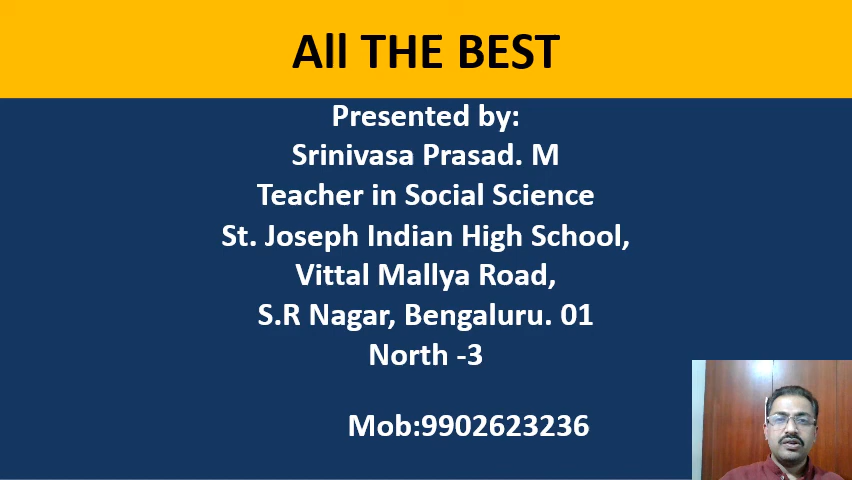 All THE BEST
Presented by:
Srinivasa Prasad. M
Teacher in Social Science
St. Joseph Indian High School,
Vittal Mallya Road,
S.R Nagar, Bengaluru. 01
North -3
Mob:9902623236